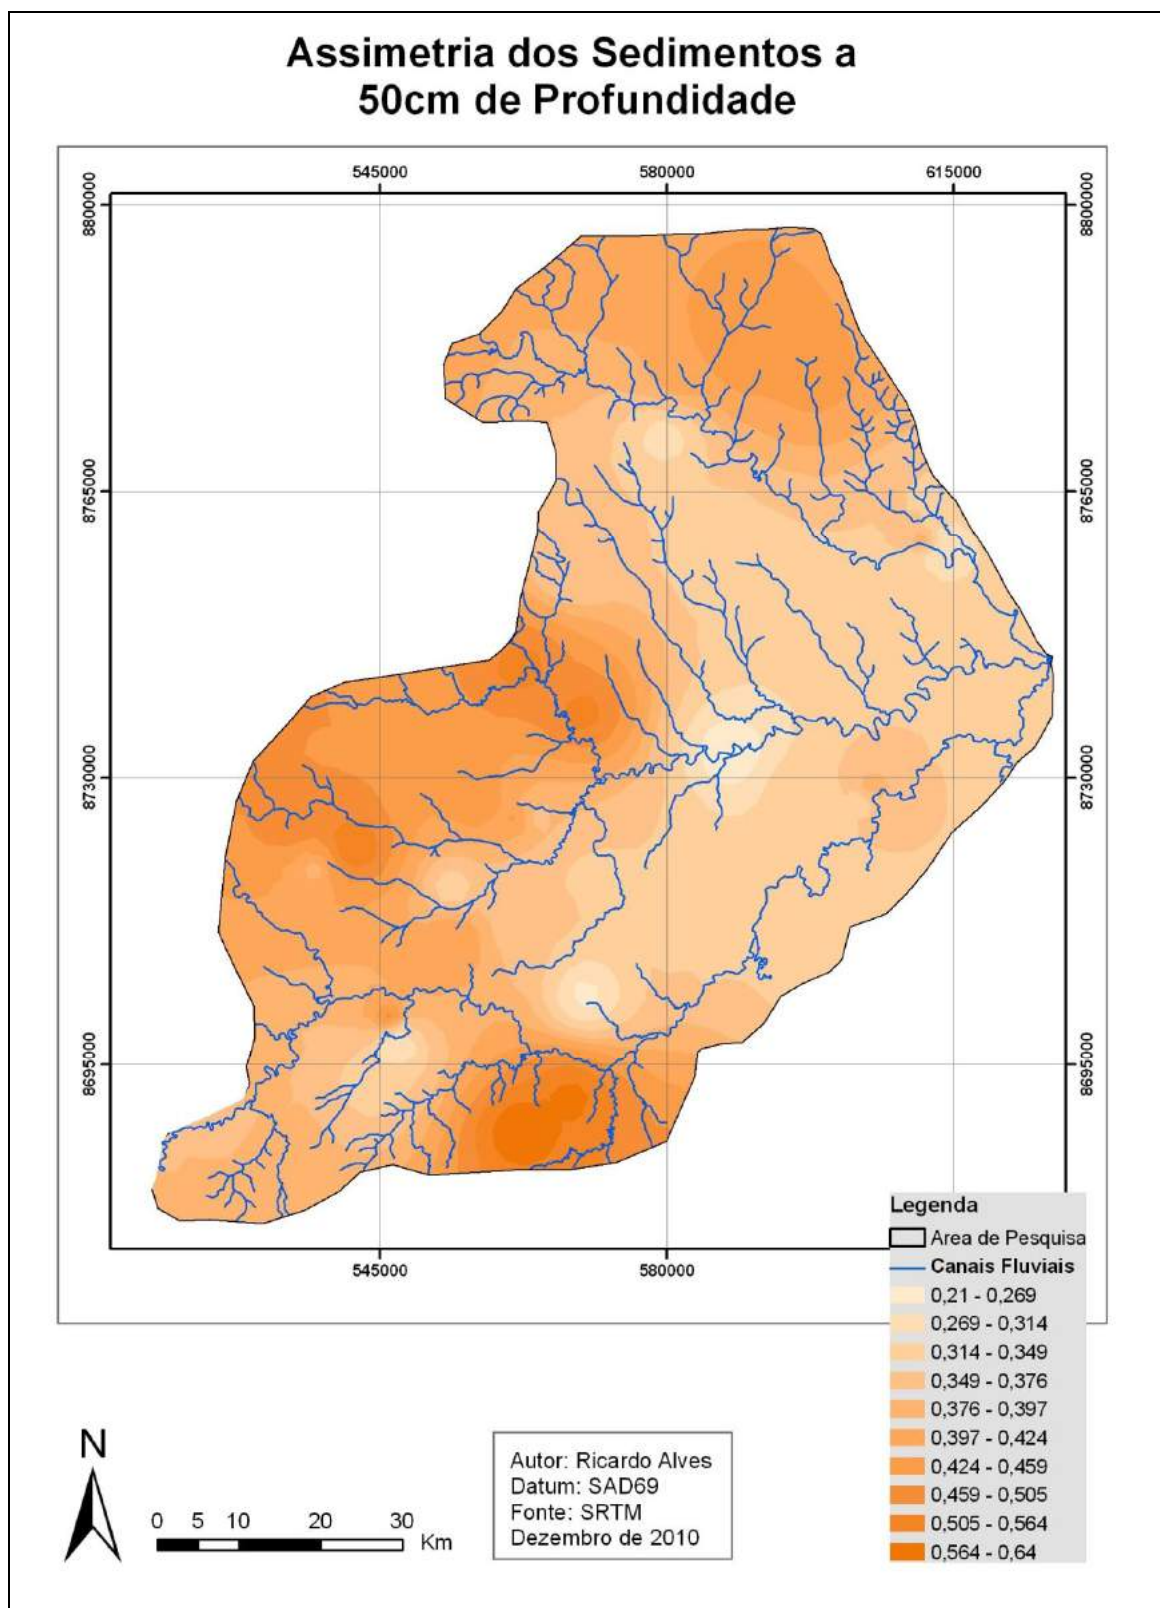 Assimetria dos Sedimentos a
50cm de Profundidade
545000
580000
615000
8800000
8800000
8765000
8765000
8730000
8730000
8695000
8695000
545000
580000
Legenda
Area de Pesquisa
Canais Fluviais
0,21 - 0,269
0,269 - 0,314
0,314 - 0,349
0,349 - 0,376
0,376 - 0,397
0,397 - 0,424
0,424 - 0,459
0,459 - 0,505
0,505 - 0,564
0,564 - 0,64
N
0 5 10 20 30
Km
Autor: Ricardo Alves
Datum: SAD69
Fonte: SRTM
Dezembro de 2010